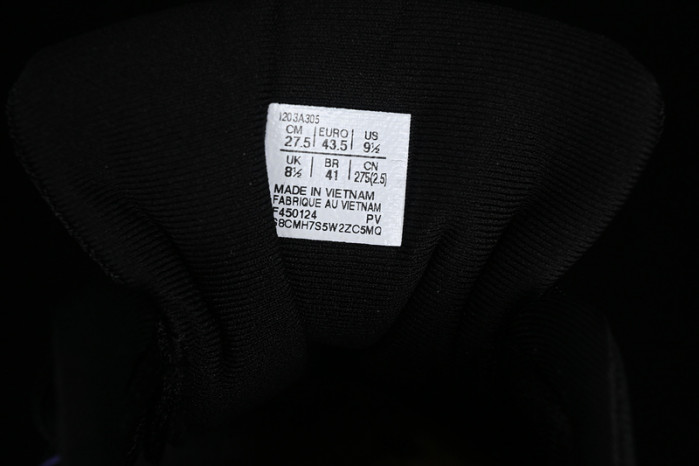 1203A305
CM EURO US
27.5 43.5 9½
UK BR CN
8½ 41 275(2.5)
MADE IN VIETNAM
FABRIQUE AU VIETNAM
F450124 PV
S8CMH7S5W2ZC5MQ